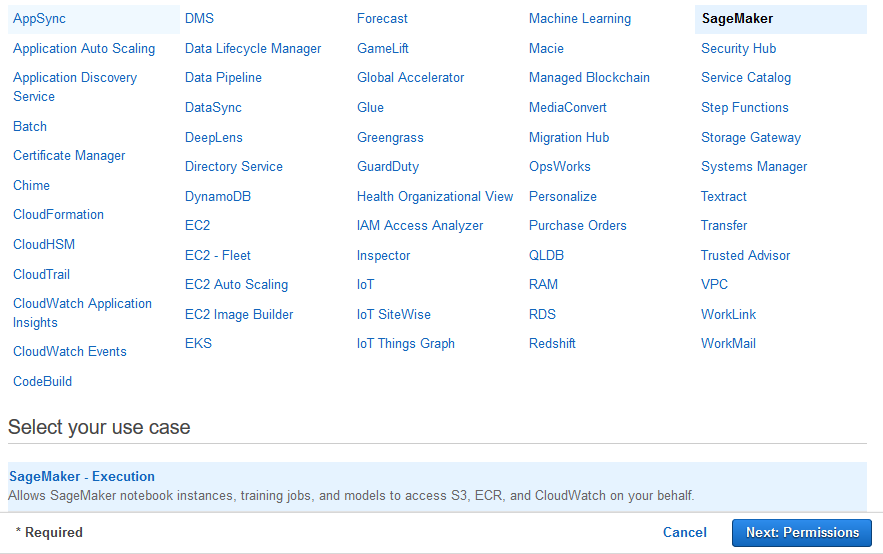 AppSync
Application Auto Scaling
Application Discovery
Service
Batch
Certificate Manager
Chime
CloudFormation
CloudHSM
CloudTrail
CloudWatch Application
Insights
CloudWatch Events
CodeBuild
DMS
Data Lifecycle Manager
Data Pipeline
DataSync
DeepLens
Directory Service
DynamoDB
EC2
EC2 - Fleet
EC2 Auto Scaling
EC2 Image Builder
EKS
Forecast
GameLift
Global Accelerator
Glue
Greengrass
GuardDuty
Health Organizational View
IAM Access Analyzer
Inspector
IoT
IoT SiteWise
IoT Things Graph
Machine Learning
Macie
Managed Blockchain
MediaConvert
Migration Hub
OpsWorks
Personalize
Purchase Orders
QLDB
RAM
RDS
Redshift
SageMaker
Security Hub
Service Catalog
Step Functions
Storage Gateway
Systems Manager
Textract
Transfer
Trusted Advisor
VPC
WorkLink
WorkMail
Select your use case
SageMaker - Execution
Allows SageMaker notebook instances, training jobs, and models to access S3, ECR, and CloudWatch on your behalf.
* Required
Cancel
Next: Permissions